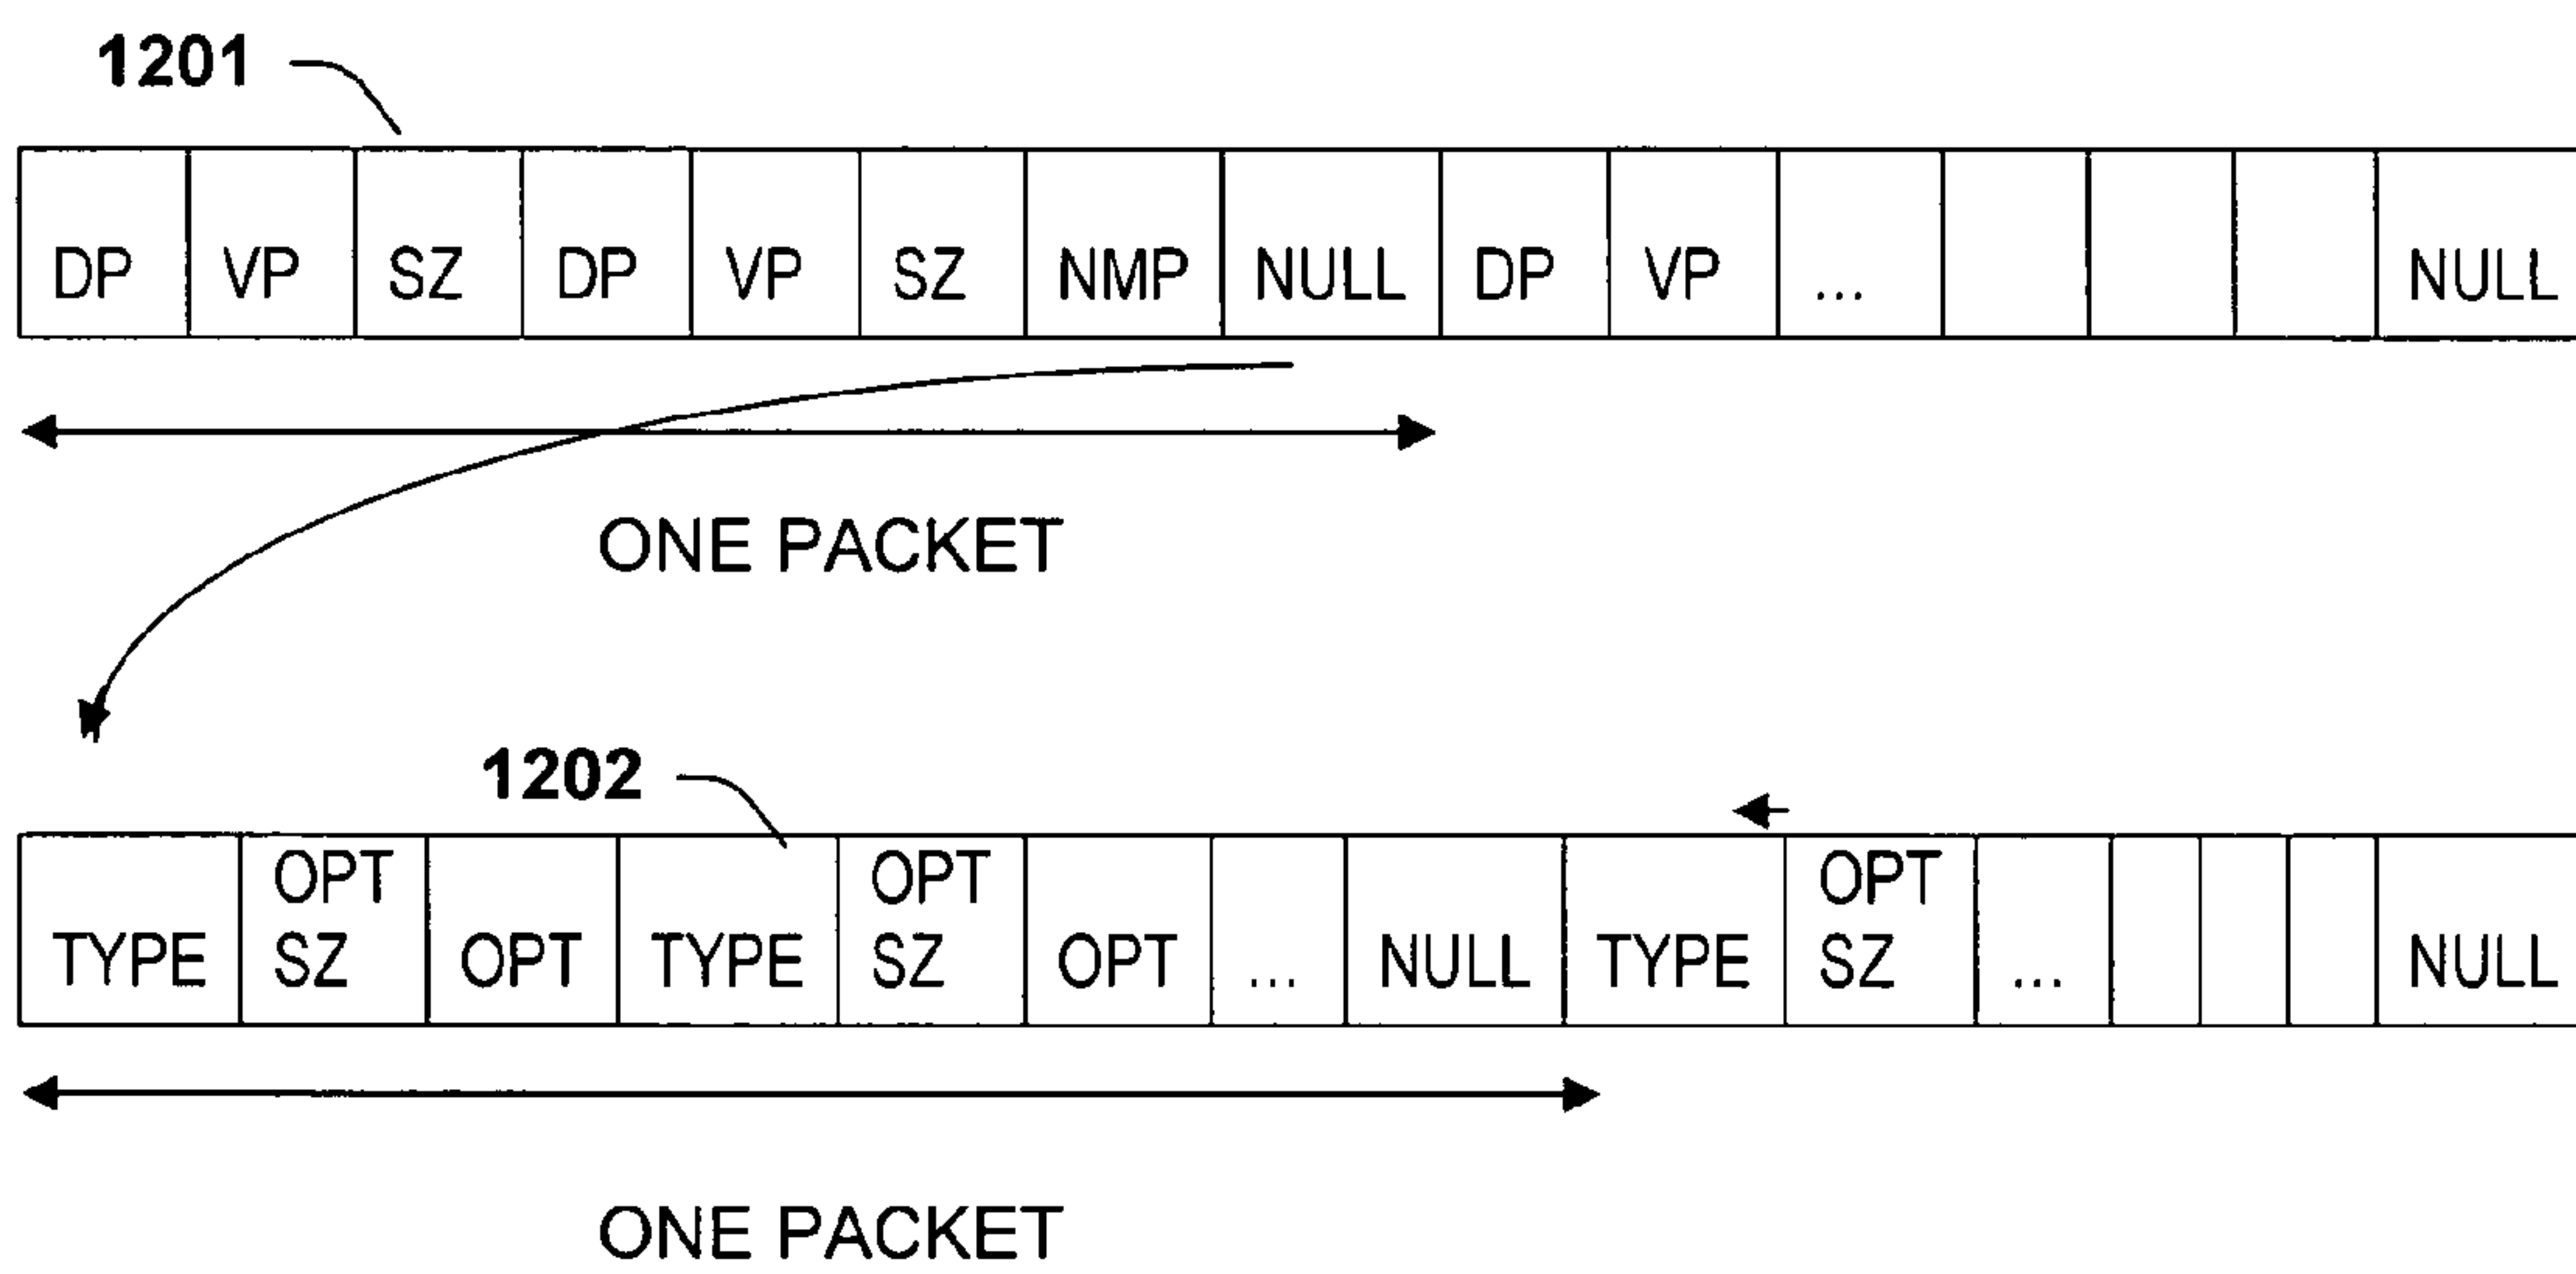 1201
DP VP SZ DP VP SZ NMP NULL DP VP ... NULL
ONE PACKET
1202
OPT OPT OPT
TYPE SZ OPT TYPE SZ OPT ... NULL TYPE SZ ... NULL
ONE PACKET